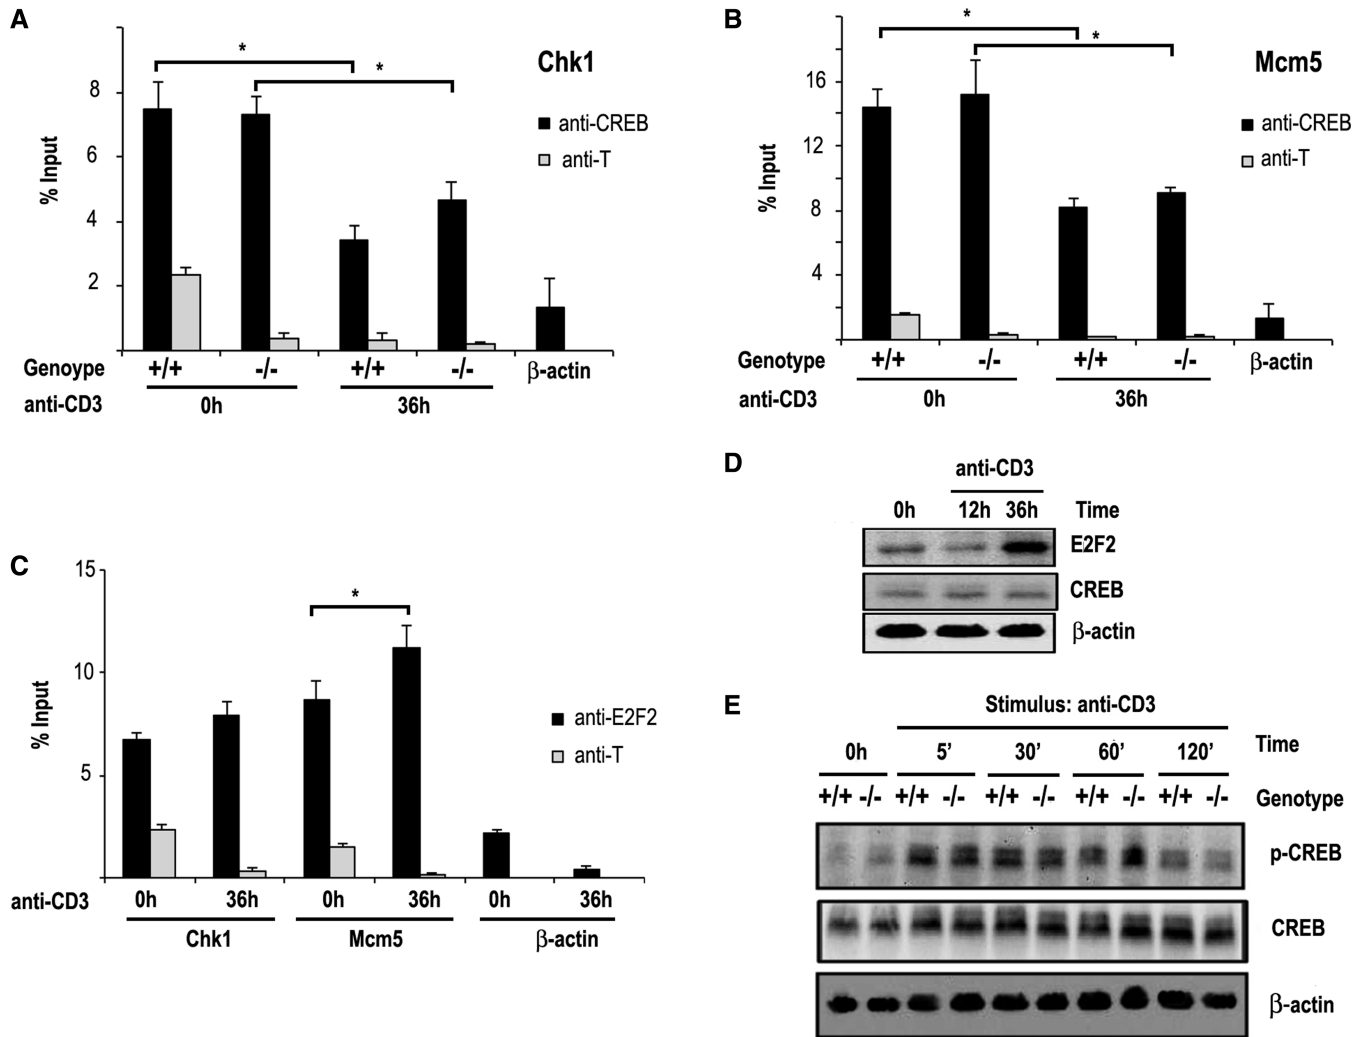 A
Chk1
*
*
8
6
4
2
% Input
anti-CREB
anti-T
Genoype +/+ -/- +/+ -/- β-actin
anti-CD3 0h 36h
B
Mcm5
*
*
16
12
8
4
% Input
anti-CREB
anti-T
Genotype +/+ -/- +/+ -/- β-actin
anti-CD3 0h 36h
C
15
10
5
% Input
*
anti-E2F2
anti-T
anti-CD3 0h 36h 0h 36h 0h 36h
Chk1 Mcm5 β-actin
D
anti-CD3
0h 12h 36h Time
E2F2
CREB
β-actin
E
Stimulus: anti-CD3
0h 5' 30' 60' 120' Time
+/+ -/- +/+ -/- +/+ -/- +/+ -/- +/+ -/- Genotype
p-CREB
CREB
β-actin